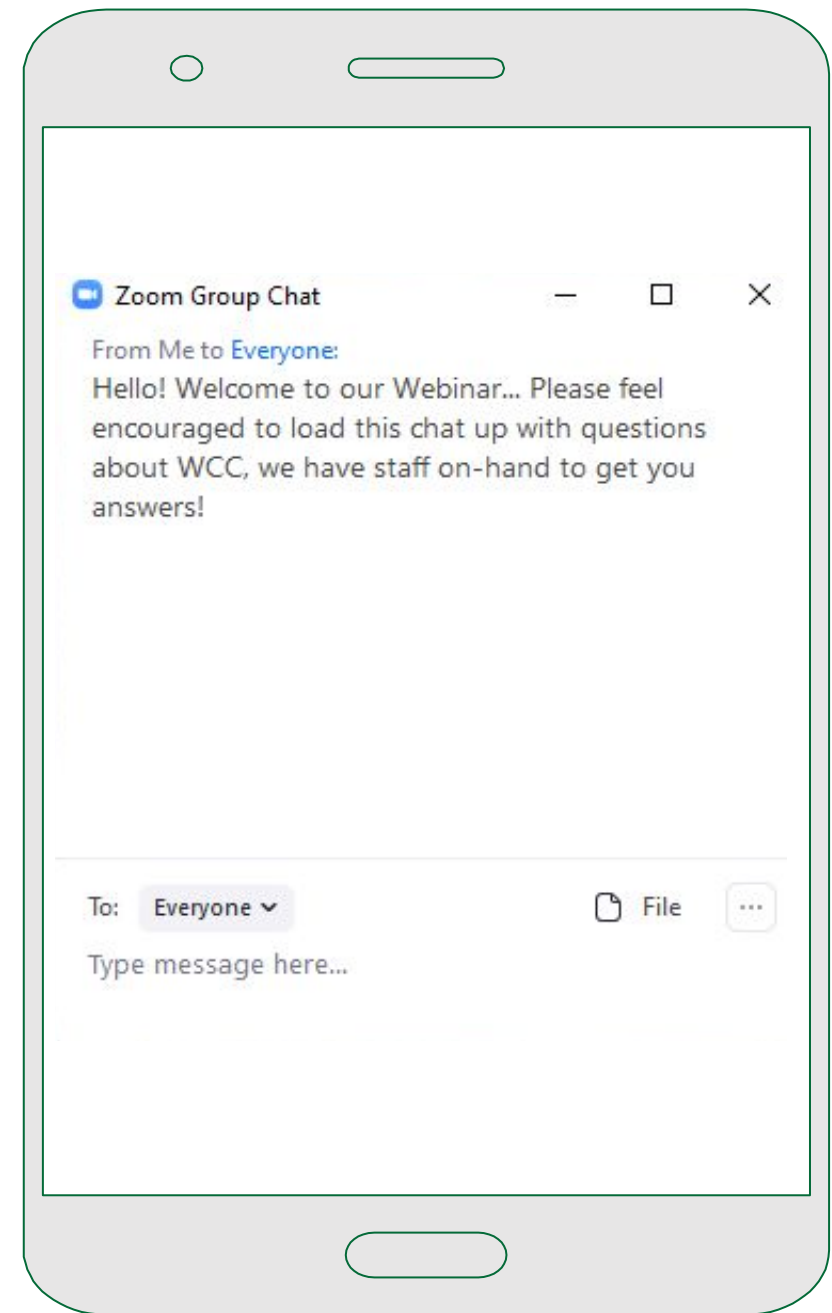 Zoom Group Chat
From Me to Everyone:
Hello! Welcome to our Webinar... Please feel
encouraged to load this chat up with questions
about WCC, we have staff on-hand to get you
answers!
To: Everyone File ...
Type message here...